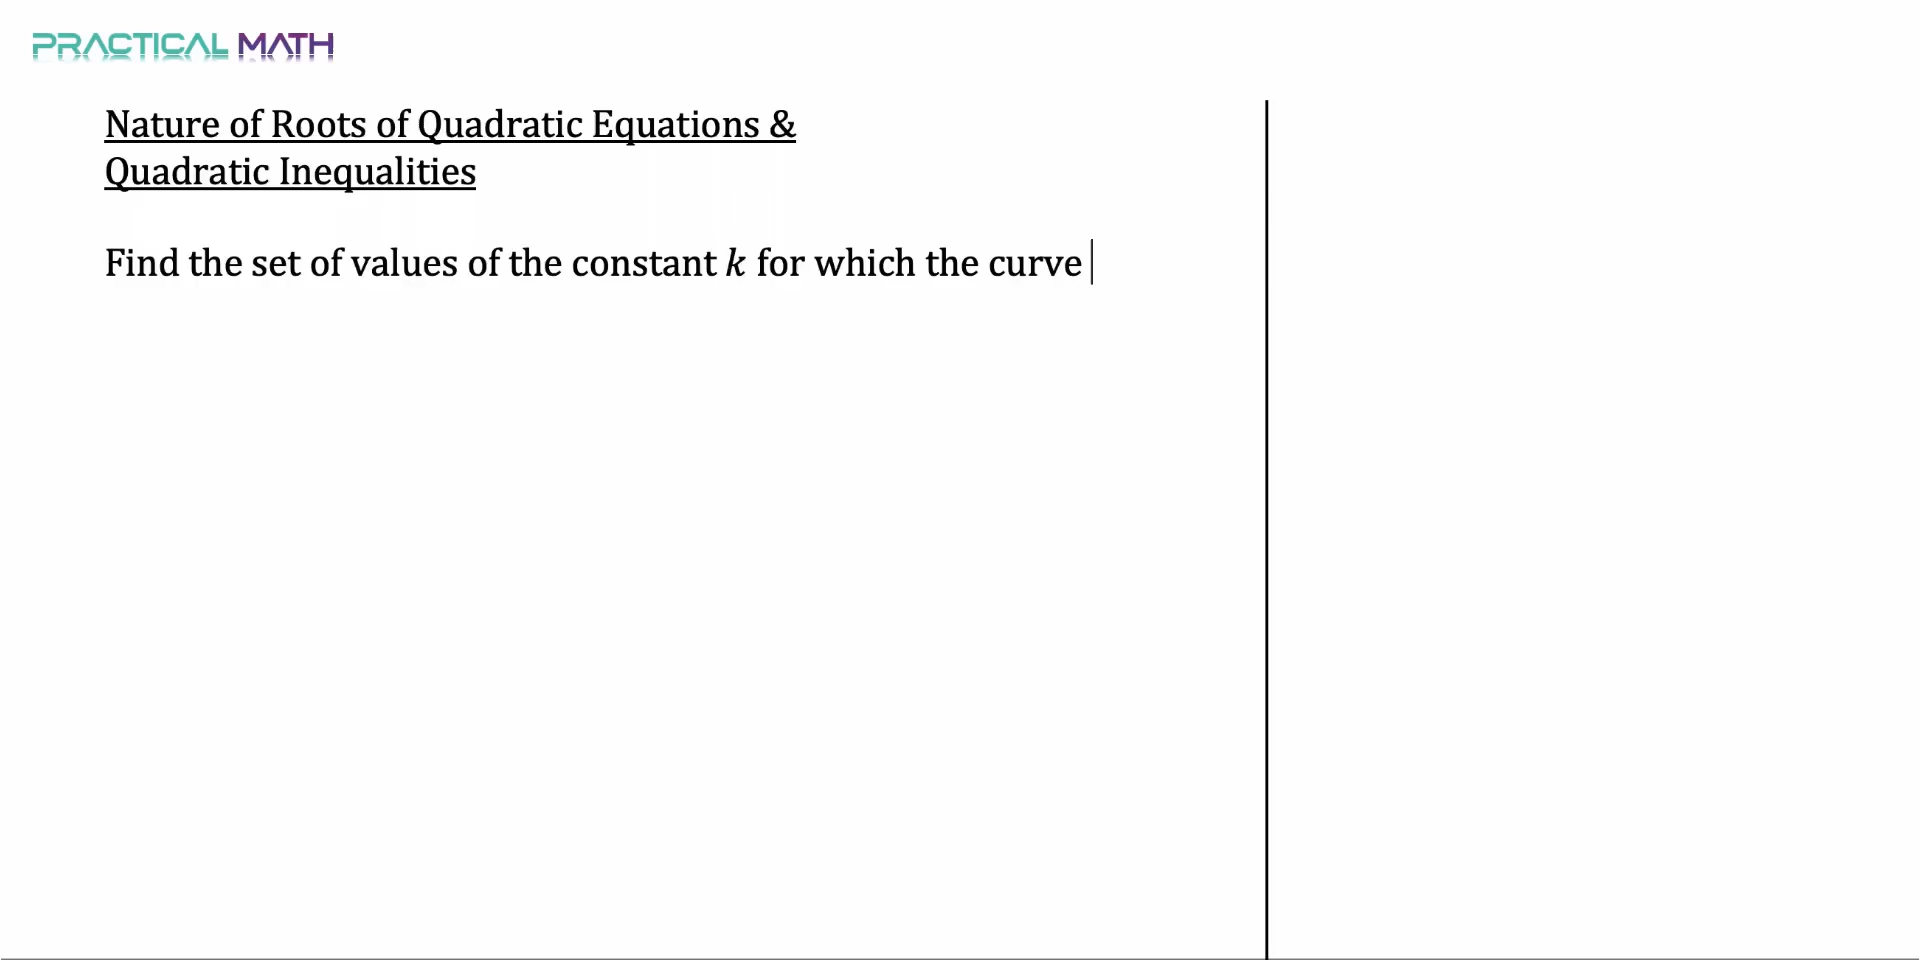 PRACTICAL MATH
Nature of Roots of Quadratic Equations &
Quadratic Inequalities
Find the set of values of the constant k for which the curve